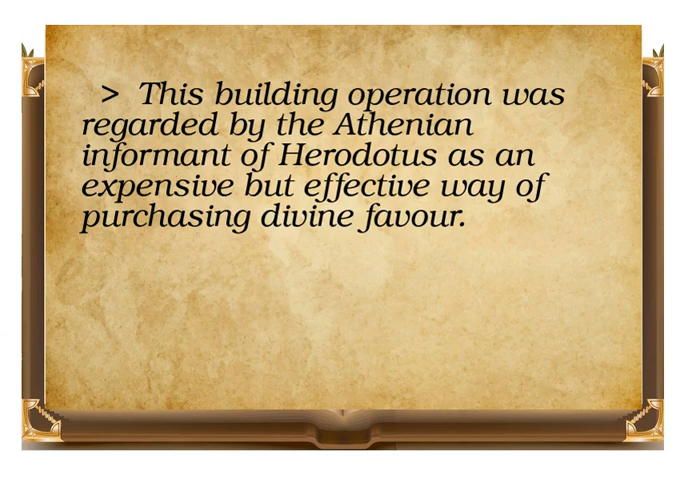 > This building operation was
regarded by the Athenian
informant of Herodotus as an
expensive but effective way of
purchasing divine favour.